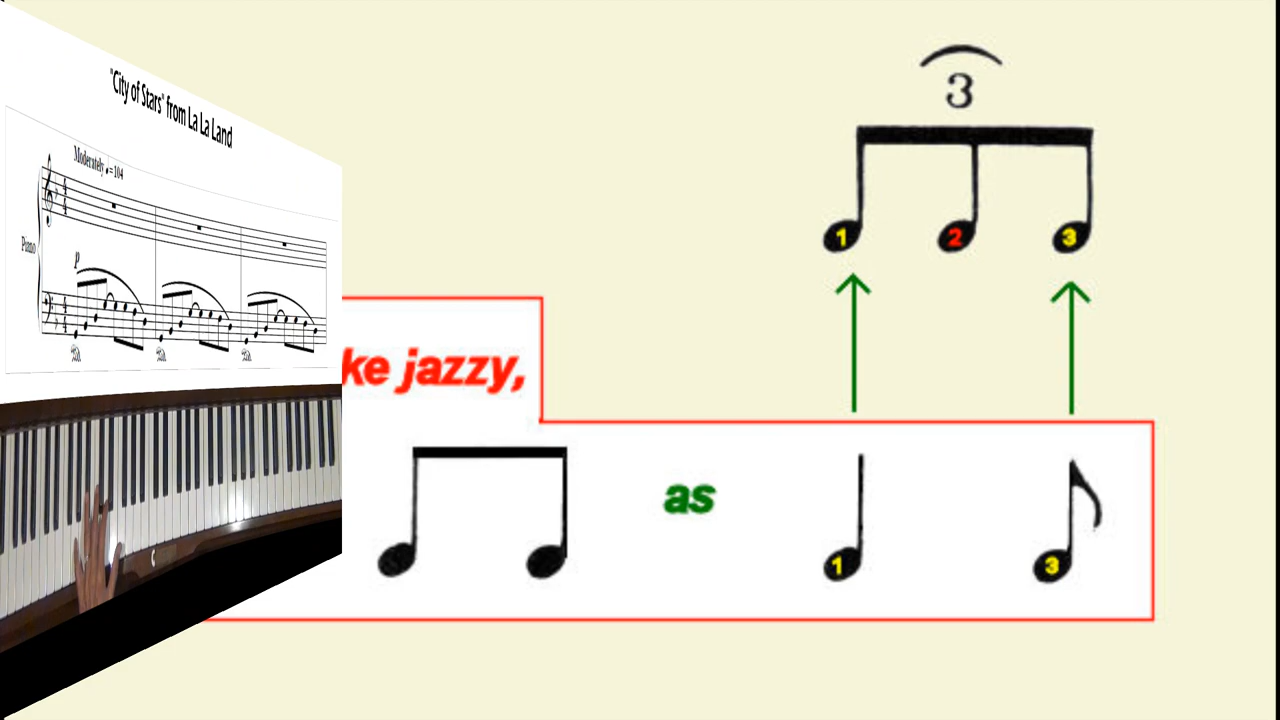 "City of Stars" from La La Land
Moderately ♩=104
Piano
p
3
1 2 3
ke jazzy,
as
1 3